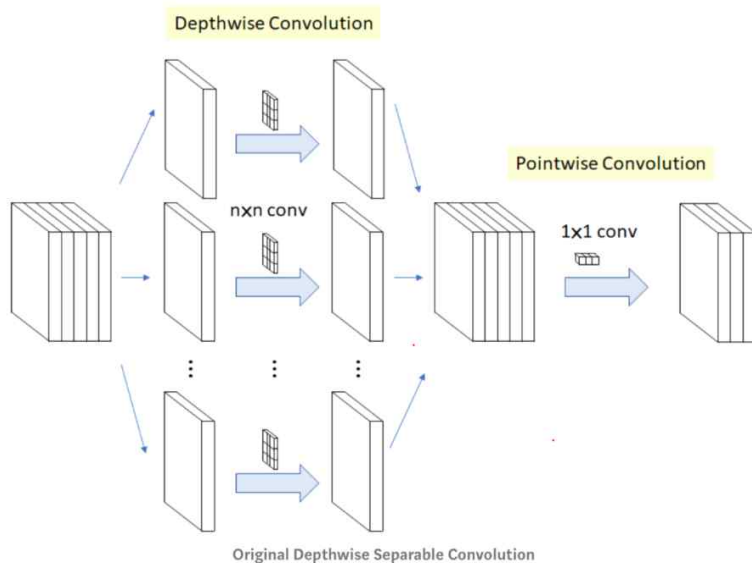 Depthwise Convolution
Pointwise Convolution
nxn conv
1x1 conv
Original Depthwise Separable Convolution